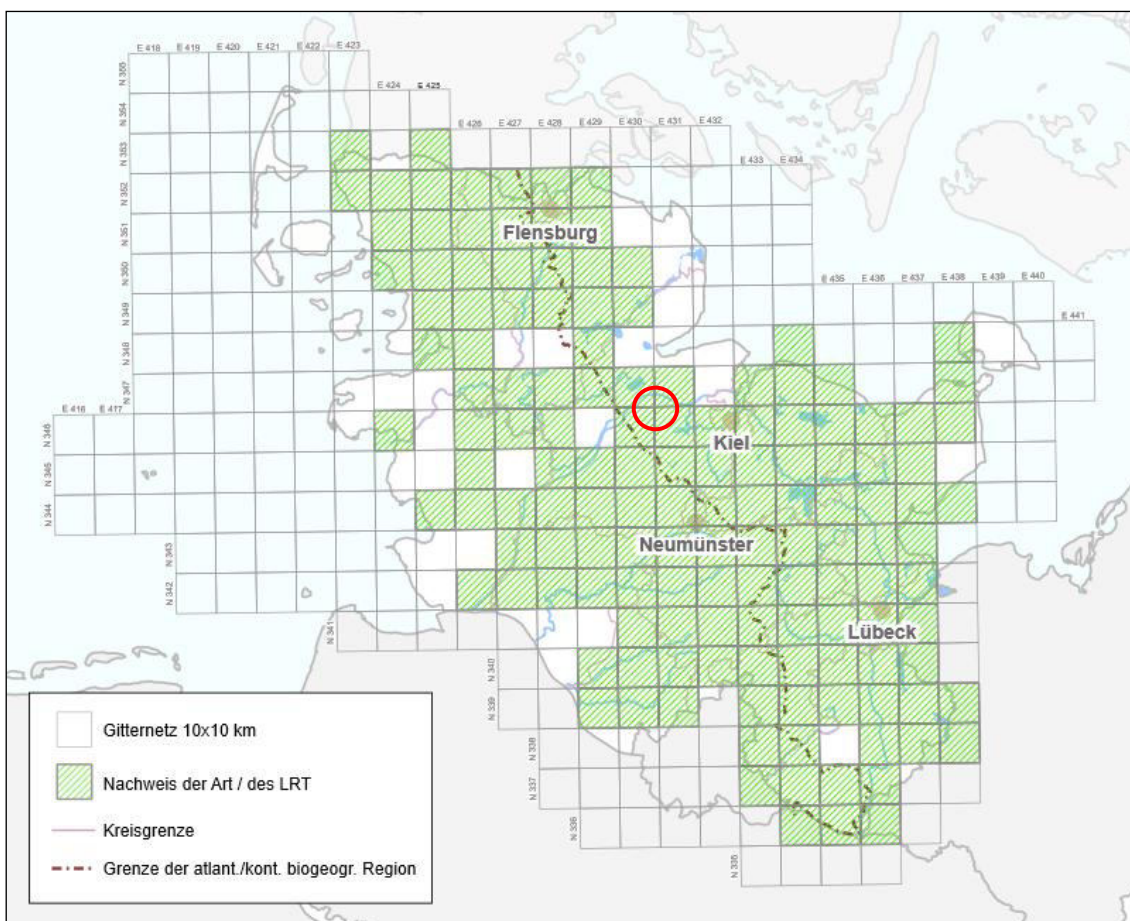 E 418 E 419 E 420 E 421 E 422 E 423
N 355
E 424 E 425
N 354
E 426 E 427 E 428 E 429 E 430 E 431 E 432
N 353
E 433 E 434
N 352
N 351
Flensburg
N 350
E 435 E 436 E 437 E 438 E 439 E 440
N 349
E 441
N 348
N 347
E 416 E 417
N 346
Kiel
N 345
N 344
Neumünster
N 343
N 342
Lübeck
N 341
N 340
N 339
N 338
N 337
N 336
N 335
Gitternetz 10x10 km
Nachweis der Art / des LRT
Kreisgrenze
Grenze der atlant./kont. biogeogr. Region